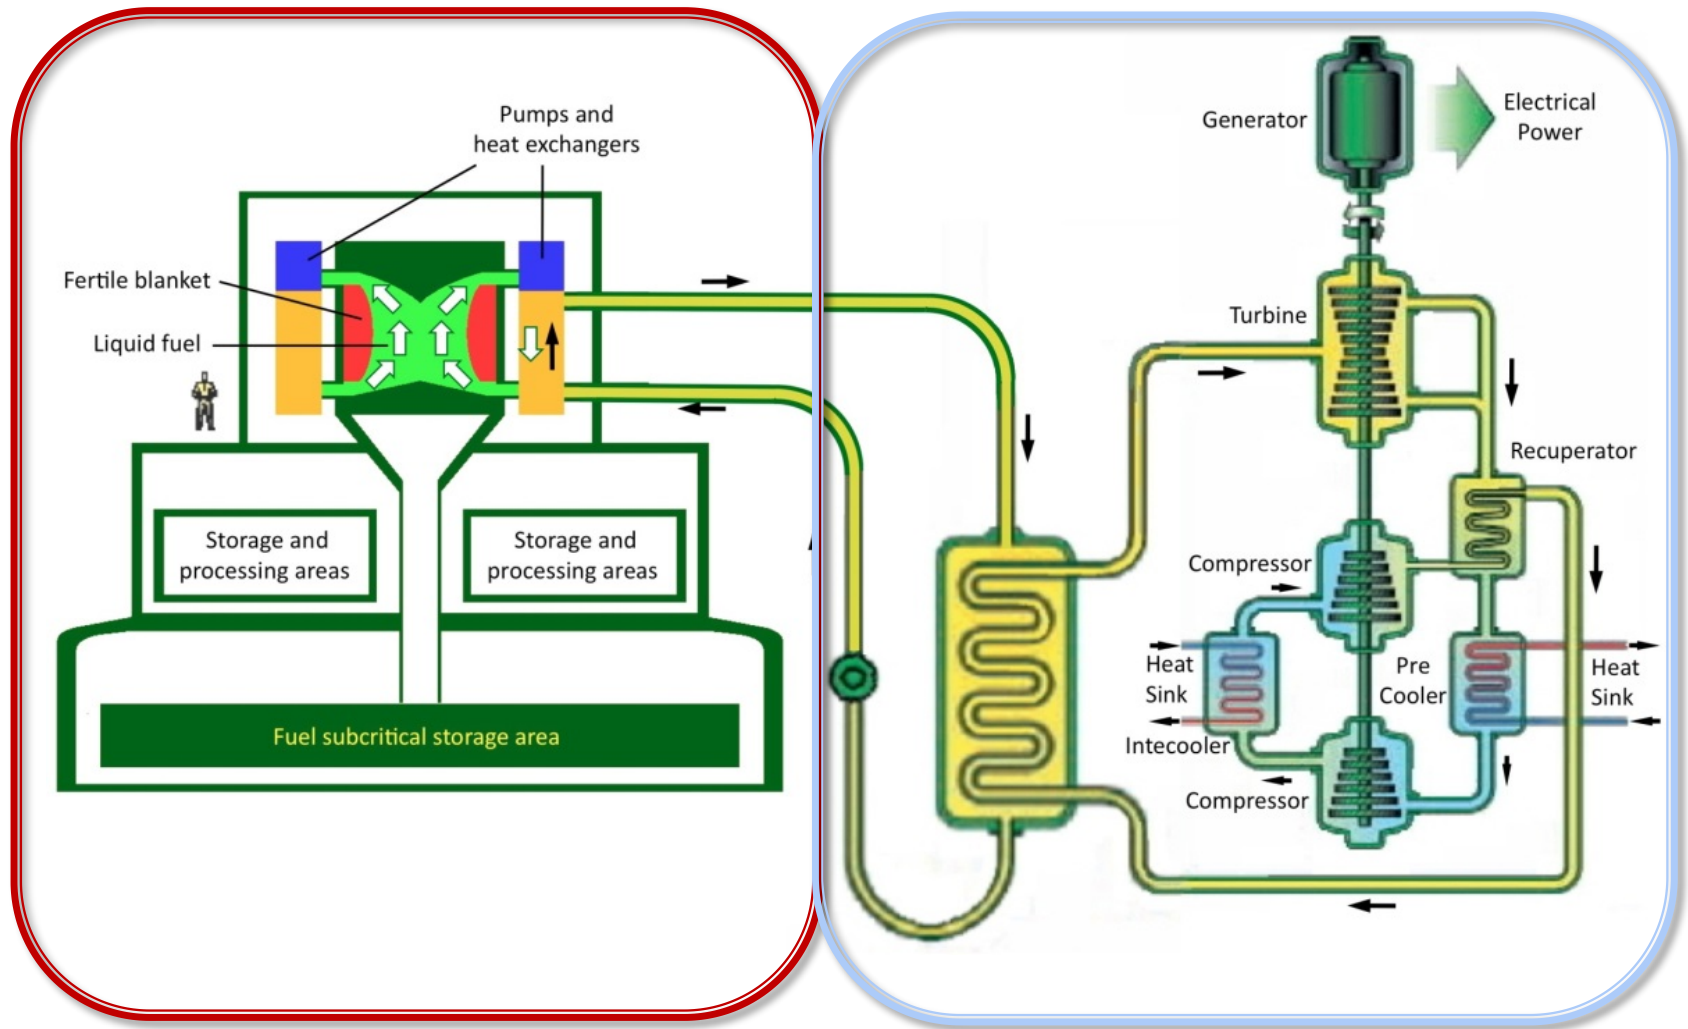 Pumps and
heat exchangers
Fertile blanket
Liquid fuel
Storage and
processing areas
Storage and
processing areas
Fuel subcritical storage area
Generator
Electrical
Power
Turbine
Recuperator
Compressor
Heat
Sink
Pre
Cooler
Heat
Sink
Intecooler
Compressor